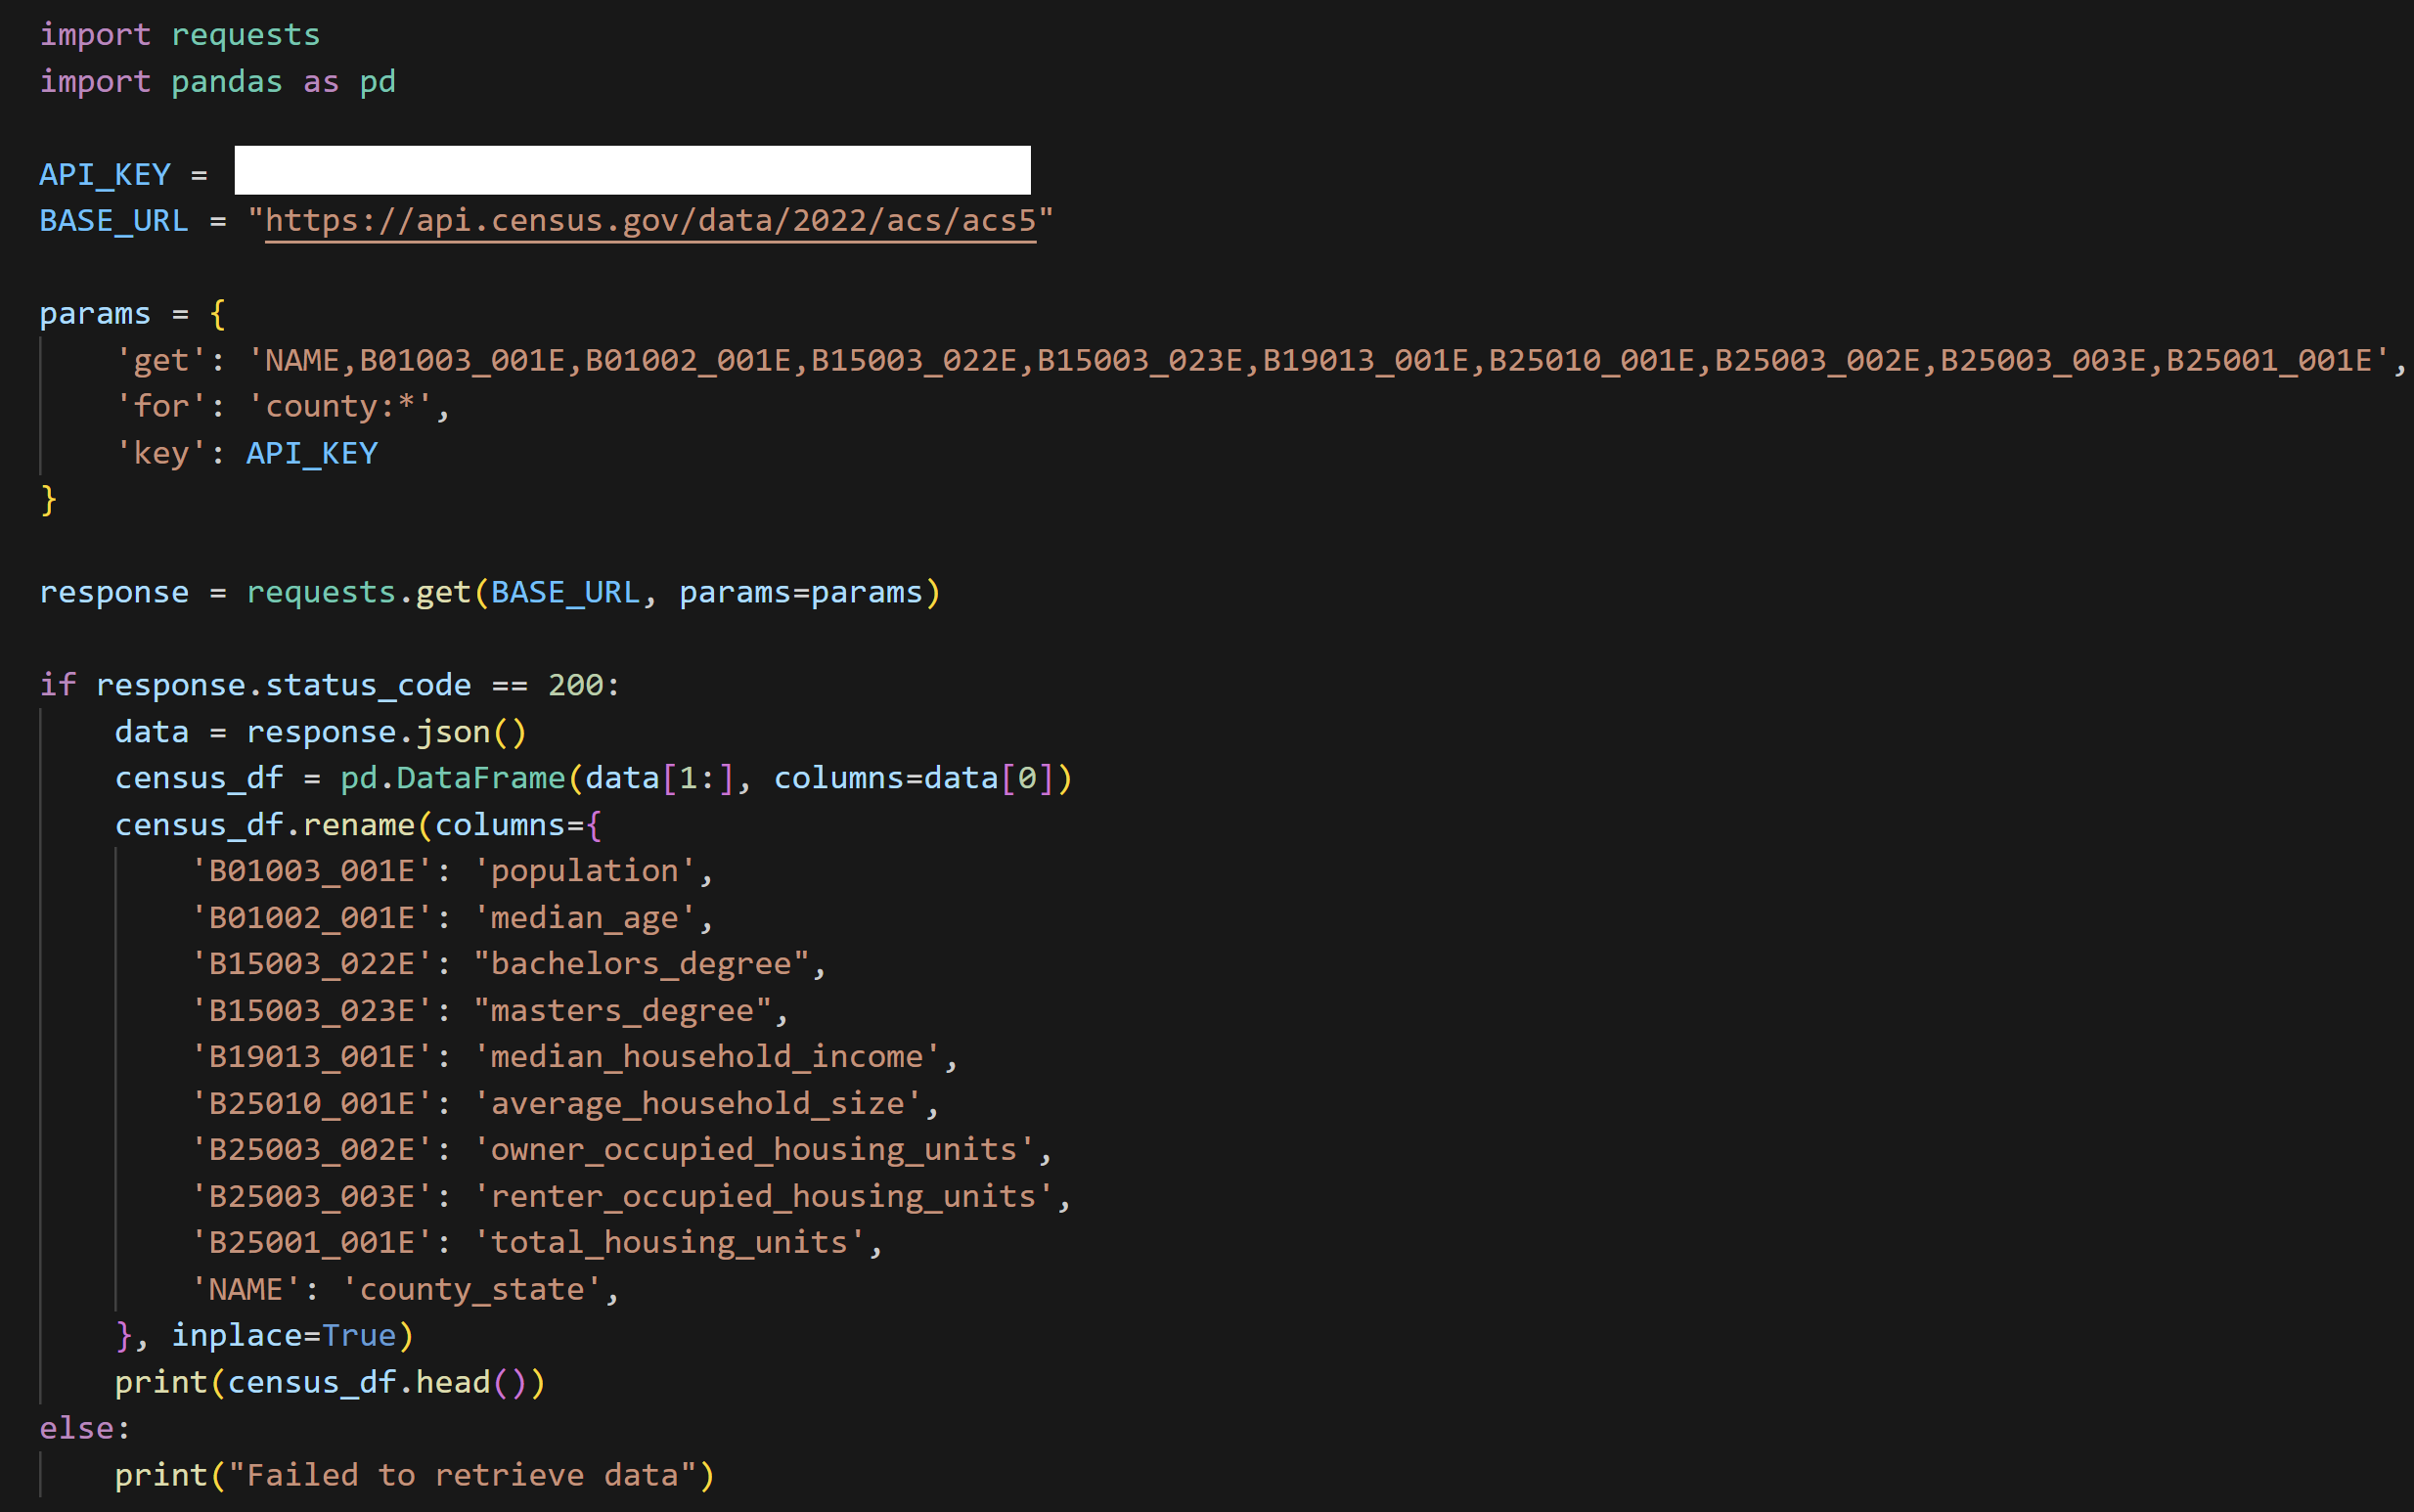 import requests
import pandas as pd
API_KEY =
BASE_URL = "https://api.census.gov/data/2022/acs/acs5"
params = {
'get': 'NAME,B01003_001E,B01002_001E,B15003_022E,B15003_023E,B19013_001E,B25010_001E,B25003_002E,B25003_003E,B25001_001E',
'for': 'county:*',
'key': API_KEY
}
response = requests.get(BASE_URL, params=params)
if response.status_code == 200:
data = response.json()
census_df = pd.DataFrame(data[1:], columns=data[0])
census_df.rename(columns={
'B01003_001E': 'population',
'B01002_001E': 'median_age',
'B15003_022E': "bachelors_degree",
'B15003_023E': "masters_degree",
'B19013_001E': 'median_household_income',
'B25010_001E': 'average_household_size',
'B25003_002E': 'owner_occupied_housing_units',
'B25003_003E': 'renter_occupied_housing_units',
'B25001_001E': 'total_housing_units',
'NAME': 'county_state',
}, inplace=True)
print(census_df.head())
else:
print("Failed to retrieve data")